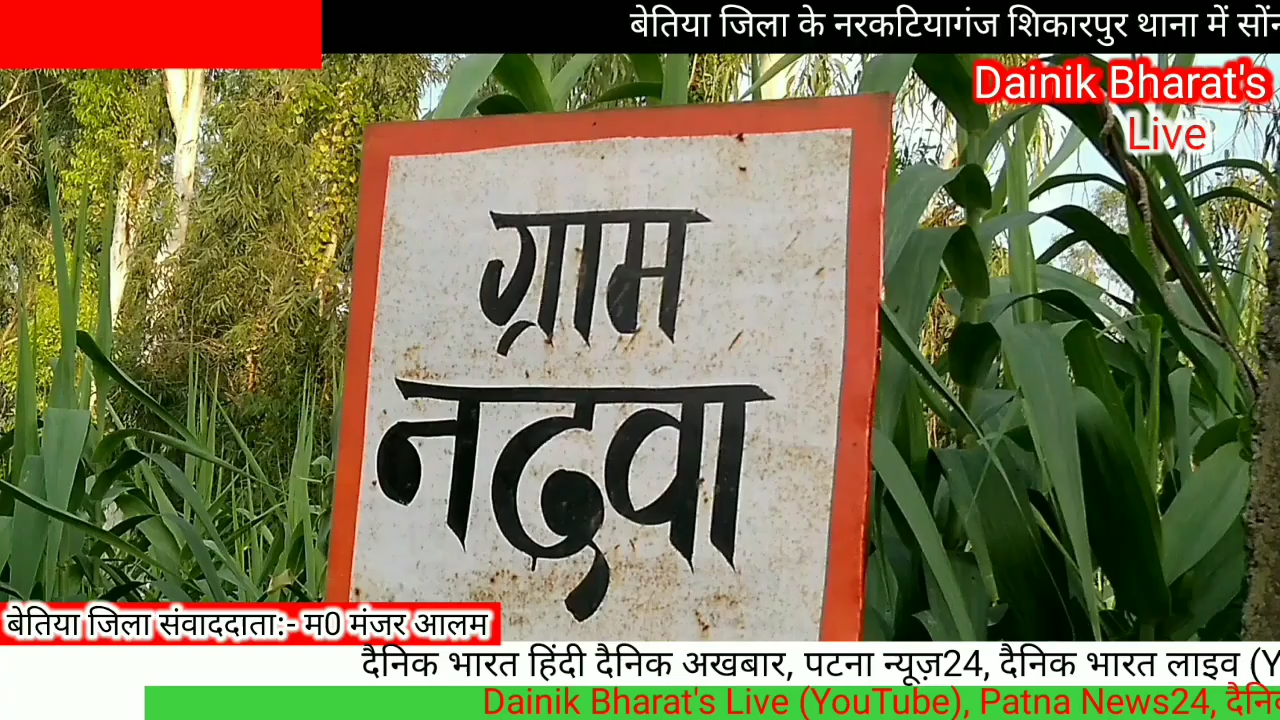 बेतिया जिला के नरकटियागंज शिकारपुर थाना में
Dainik Bharat's
Live
ग्राम
नदवा
बेतिया जिला संवाददाता:- म0 मंजर आलम
दैनिक भारत हिंदी दैनिक अखबार, पटना न्यूज़24, दैनिक भारत लाइव (Y
Dainik Bharat's Live (YouTube), Patna News24,